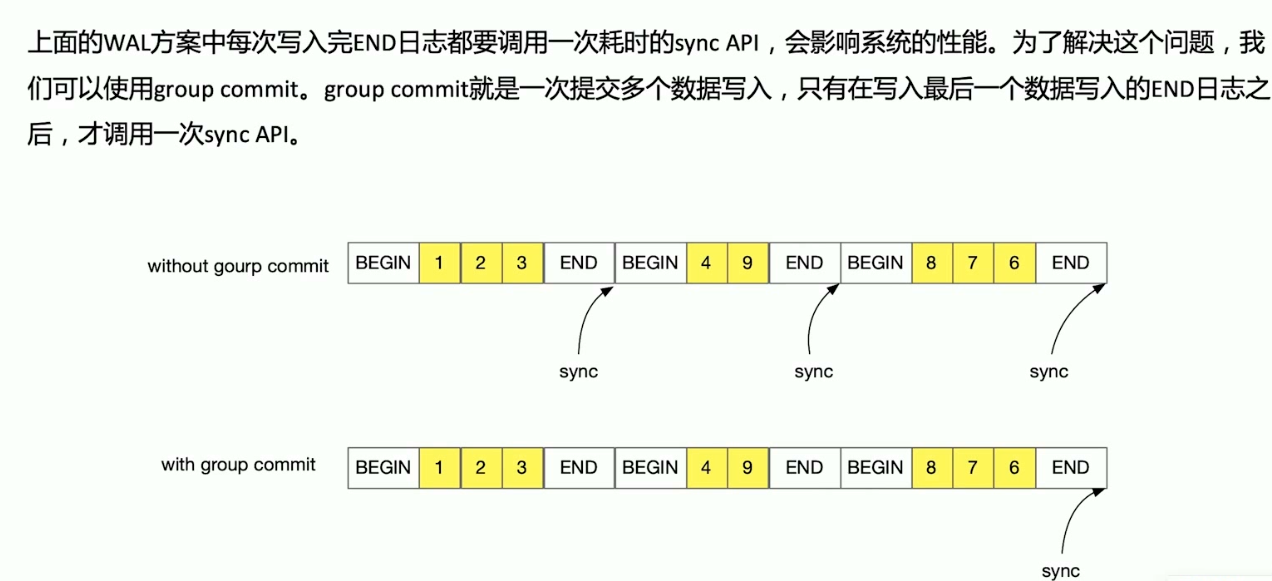 上面的WAL方案中每次写入完END日志都要调用一次耗时的sync API，会影响系统的性能。为了解决这个问题，我
们可以使用group commit。group commit就是一次提交多个数据写入，只有在写入最后一个数据写入的END日志之
后，才调用一次sync API。
without gourp commit BEGIN 1 2 3 END BEGIN 4 9 END BEGIN 8 7 6 END
sync sync sync
with group commit BEGIN 1 2 3 END BEGIN 4 9 END BEGIN 8 7 6 END
sync